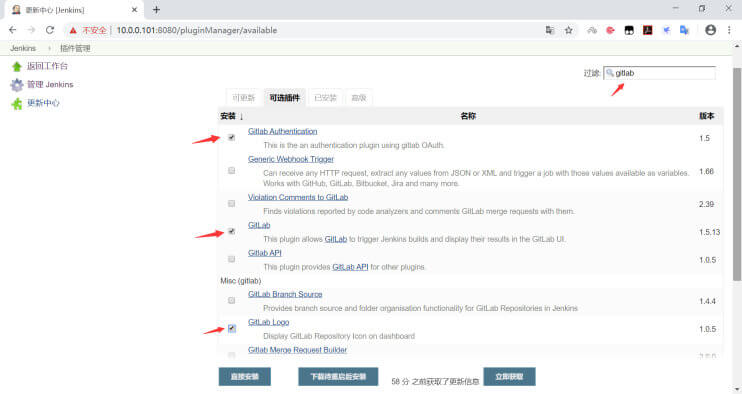 更新中心 [Jenkins]
不安全 | 10.0.0.101:8080/pluginManager/available
Jenkins › 插件管理
返回工作台
管理 Jenkins
更新中心
过滤: gitlab
可更新 可选插件 已安装 高级
安装 ↓ 名称 版本
Gitlab Authentication 1.5
This is the an authentication plugin using gitlab OAuth.
Generic Webhook Trigger 1.66
Can receive any HTTP request, extract any values from JSON or XML and trigger a job with those values available as variables.
Works with GitHub, GitLab, Bitbucket, Jira and many more.
Violation Comments to GitLab 2.39
Finds violations reported by code analyzers and comments GitLab merge requests with them.
GitLab 1.5.13
This plugin allows GitLab to trigger Jenkins builds and display their results in the GitLab UI.
Gitlab API 1.0.5
This plugin provides GitLab API for other plugins.
Misc (gitlab)
GitLab Branch Source 1.4.4
Provides branch source and folder organisation functionality for GitLab Repositories in Jenkins
GitLab Logo 1.0.5
Display GitLab Repository Icon on dashboard
Gitlab Merge Request Builder
直接安装 下载待重启后安装 58 分 之前获取了更新信息 立即获取